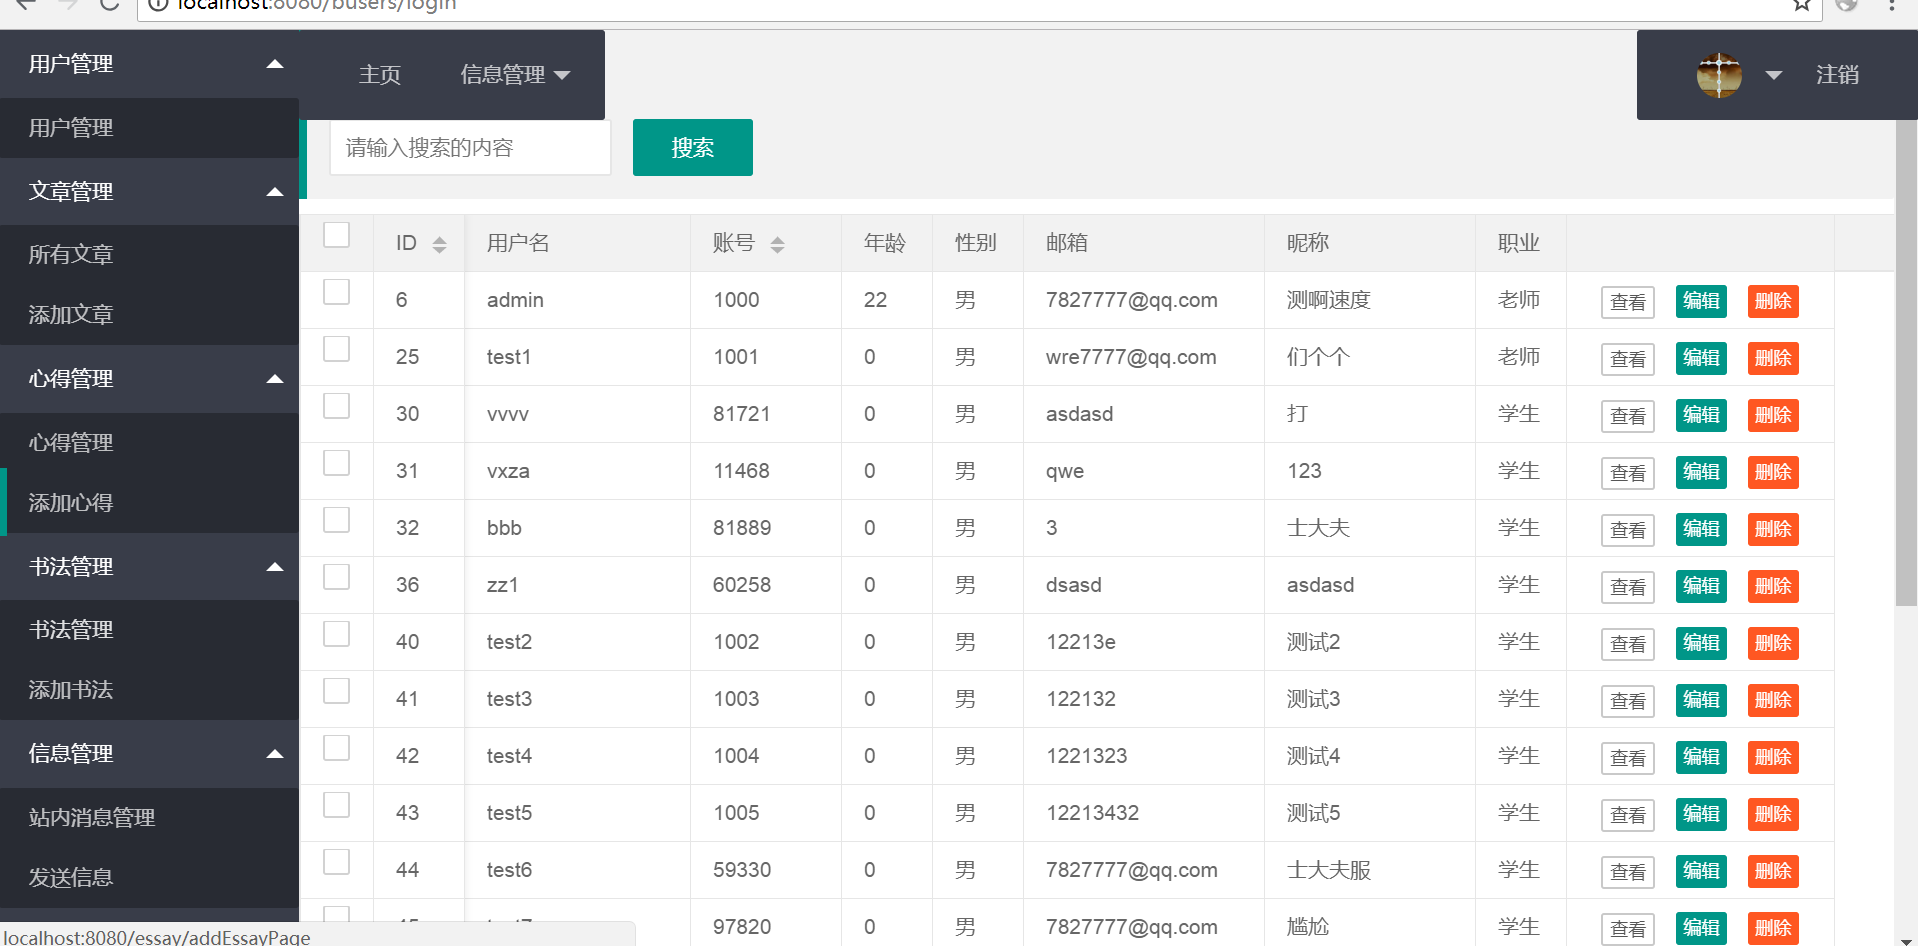 localhost:8080/busers/login
用户管理
用户管理
文章管理
所有文章
添加文章
心得管理
心得管理
添加心得
书法管理
书法管理
添加书法
信息管理
站内消息管理
发送信息
主页 信息管理
注销
请输入搜索的内容 搜索
ID 用户名 账号 年龄 性别 邮箱 昵称 职业
6 admin 1000 22 男 7827777@qq.com 测啊速度 老师 查看 编辑 删除
25 test1 1001 0 男 wre7777@qq.com 们个个 老师 查看 编辑 删除
30 vvvv 81721 0 男 asdasd 打 学生 查看 编辑 删除
31 vxza 11468 0 男 qwe 123 学生 查看 编辑 删除
32 bbb 81889 0 男 3 士大夫 学生 查看 编辑 删除
36 zz1 60258 0 男 dsasd asdasd 学生 查看 编辑 删除
40 test2 1002 0 男 12213e 测试2 学生 查看 编辑 删除
41 test3 1003 0 男 122132 测试3 学生 查看 编辑 删除
42 test4 1004 0 男 1221323 测试4 学生 查看 编辑 删除
43 test5 1005 0 男 12213432 测试5 学生 查看 编辑 删除
44 test6 59330 0 男 7827777@qq.com 士大夫服 学生 查看 编辑 删除
97820 0 男 7827777@qq.com 尴尬 学生 查看 编辑 删除
localhost:8080/essay/addEssayPage